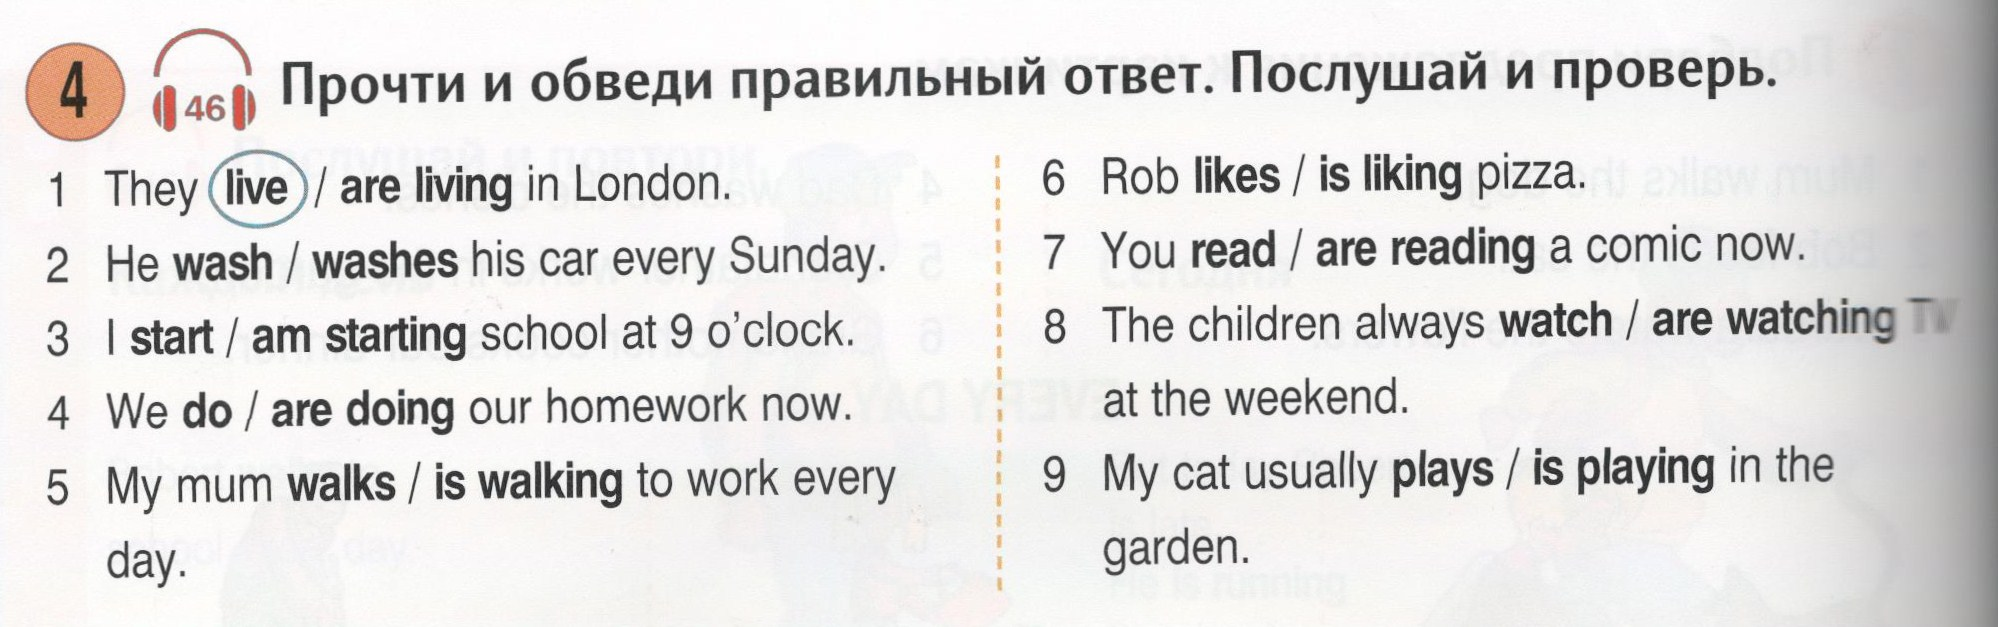 4 46 Прочти и обведи правильный ответ. Послушай и проверь.
1 They live / are living in London.
2 He wash / washes his car every Sunday.
3 I start / am starting school at 9 o’clock.
4 We do / are doing our homework now.
5 My mum walks / is walking to work every
day.
6 Rob likes / is liking pizza.
7 You read / are reading a comic now.
8 The children always watch / are watching TV
at the weekend.
9 My cat usually plays / is playing in the
garden.